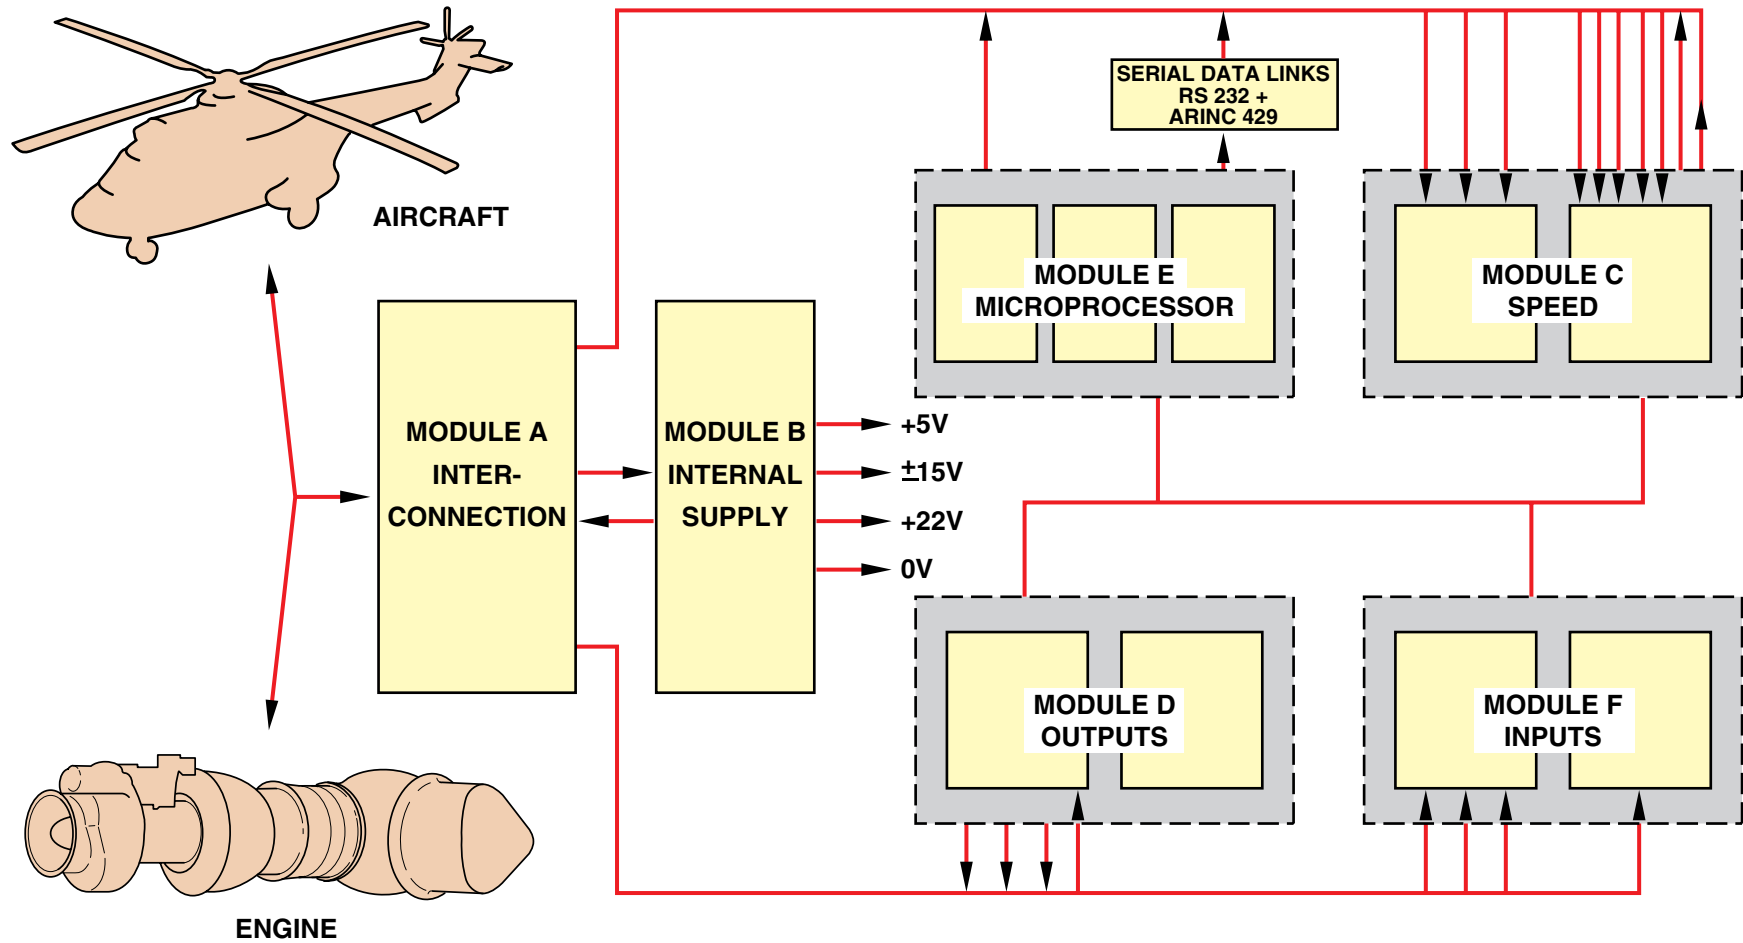 SERIAL DATA LINKS
RS 232 +
ARINC 429
AIRCRAFT
MODULE E
MICROPROCESSOR
MODULE C
SPEED
MODULE A
INTER-
CONNECTION
MODULE B
INTERNAL
SUPPLY
+5V
±15V
+22V
0V
MODULE D
OUTPUTS
MODULE F
INPUTS
ENGINE